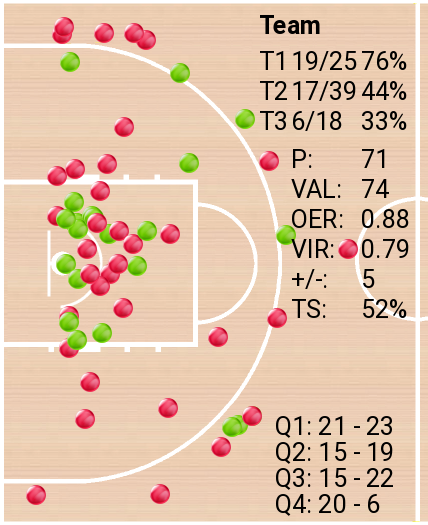 Team
T1 19/25 76%
T2 17/39 44%
T3 6/18 33%
P: 71
VAL: 74
OER: 0.88
VIR: 0.79
+/-: 5
TS: 52%
Q1: 21 - 23
Q2: 15 - 19
Q3: 15 - 22
Q4: 20 - 6